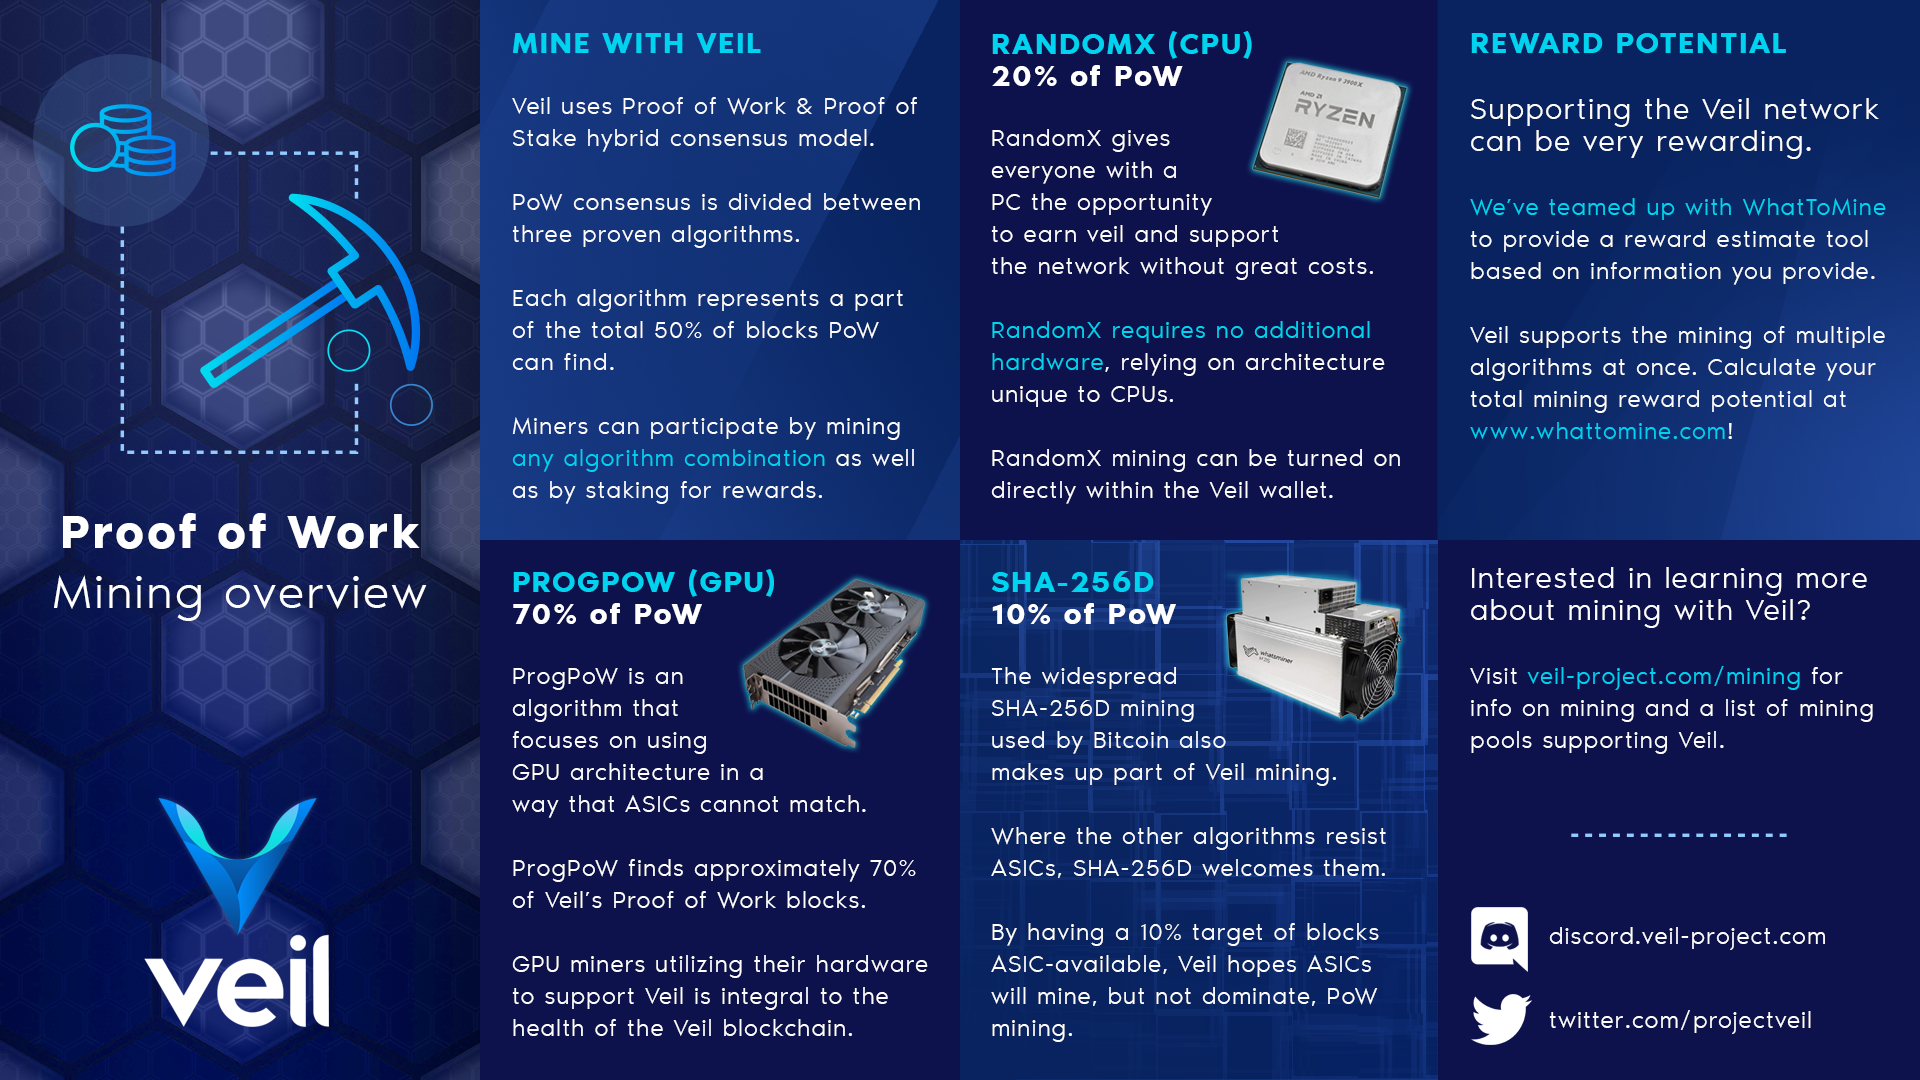 Proof of Work
Mining overview
veil
MINE WITH VEIL
Veil uses Proof of Work & Proof of
Stake hybrid consensus model.
PoW consensus is divided between
three proven algorithms.
Each algorithm represents a part
of the total 50% of blocks PoW
can find.
Miners can participate by mining
any algorithm combination as well
as by staking for rewards.
RANDOMX (CPU)
20% of PoW
AMD Ryzen 9 3900X
RYZEN
RandomX gives
everyone with a
PC the opportunity
to earn veil and support
the network without great costs.
RandomX requires no additional
hardware, relying on architecture
unique to CPUs.
RandomX mining can be turned on
directly within the Veil wallet.
REWARD POTENTIAL
Supporting the Veil network
can be very rewarding.
We've teamed up with WhatToMine
to provide a reward estimate tool
based on information you provide.
Veil supports the mining of multiple
algorithms at once. Calculate your
total mining reward potential at
www.whattomine.com!
PROGPOW (GPU)
70% of PoW
ProgPoW is an
algorithm that
focuses on using
GPU architecture in a
way that ASICs cannot match.
ProgPoW finds approximately 70%
of Veil's Proof of Work blocks.
GPU miners utilizing their hardware
to support Veil is integral to the
health of the Veil blockchain.
SHA-256D
10% of PoW
whatsminer
The widespread
SHA-256D mining
used by Bitcoin also
makes up part of Veil mining.
Where the other algorithms resist
ASICs, SHA-256D welcomes them.
By having a 10% target of blocks
ASIC-available, Veil hopes ASICs
will mine, but not dominate, PoW
mining.
Interested in learning more
about mining with Veil?
Visit veil-project.com/mining for
info on mining and a list of mining
pools supporting Veil.
discord.veil-project.com
twitter.com/projectveil